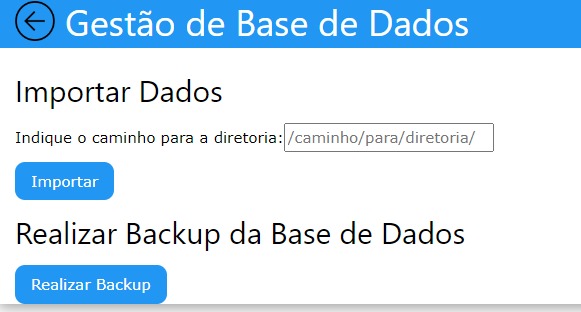 Gestão de Base de Dados
Importar Dados
Indique o caminho para a diretoria: /caminho/para/diretoria/
Importar
Realizar Backup da Base de Dados
Realizar Backup